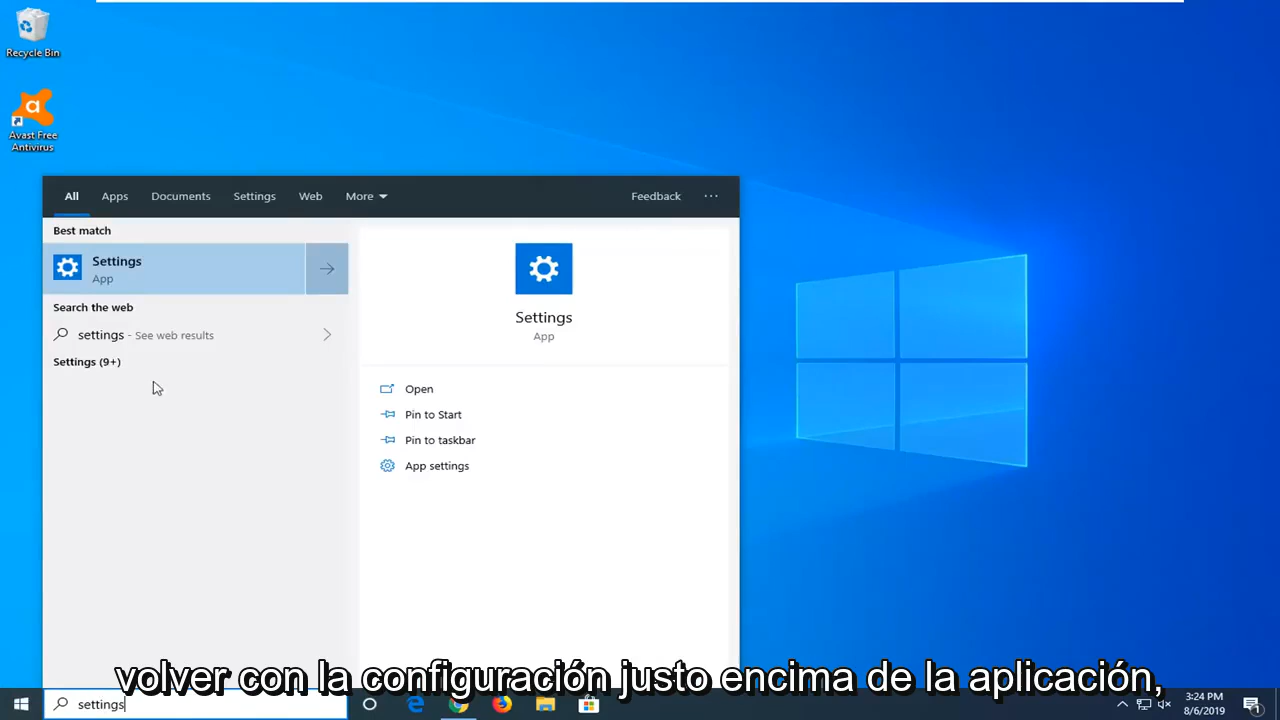 Recycle Bin
Avast Free
Antivirus
All Apps Documents Settings Web More Feedback ···
Best match
Settings
App
Search the web
settings - See web results
Settings (9+)
Settings
App
Open
Pin to Start
Pin to taskbar
App settings
volver con la configuración justo encima de la aplicación,
settings
3:24 PM
8/6/2019
1